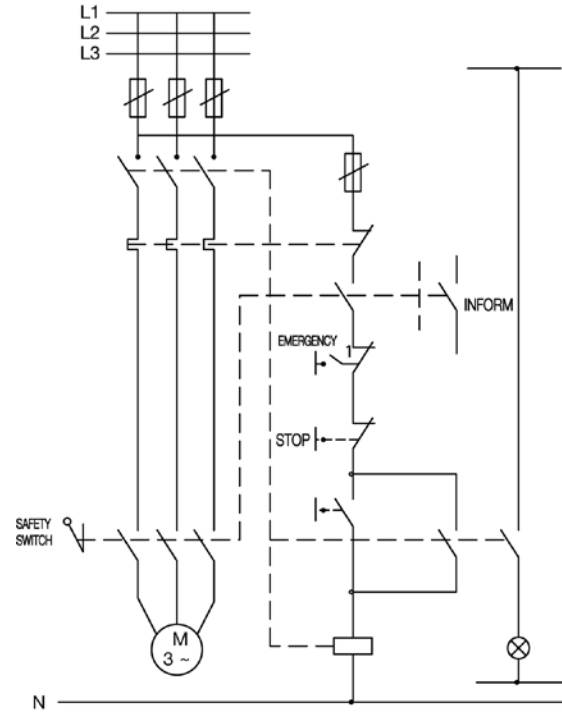 L1
L2
L3
INFORM
EMERGENCY
1
STOP
SAFETY
SWITCH
M
3 ~
N